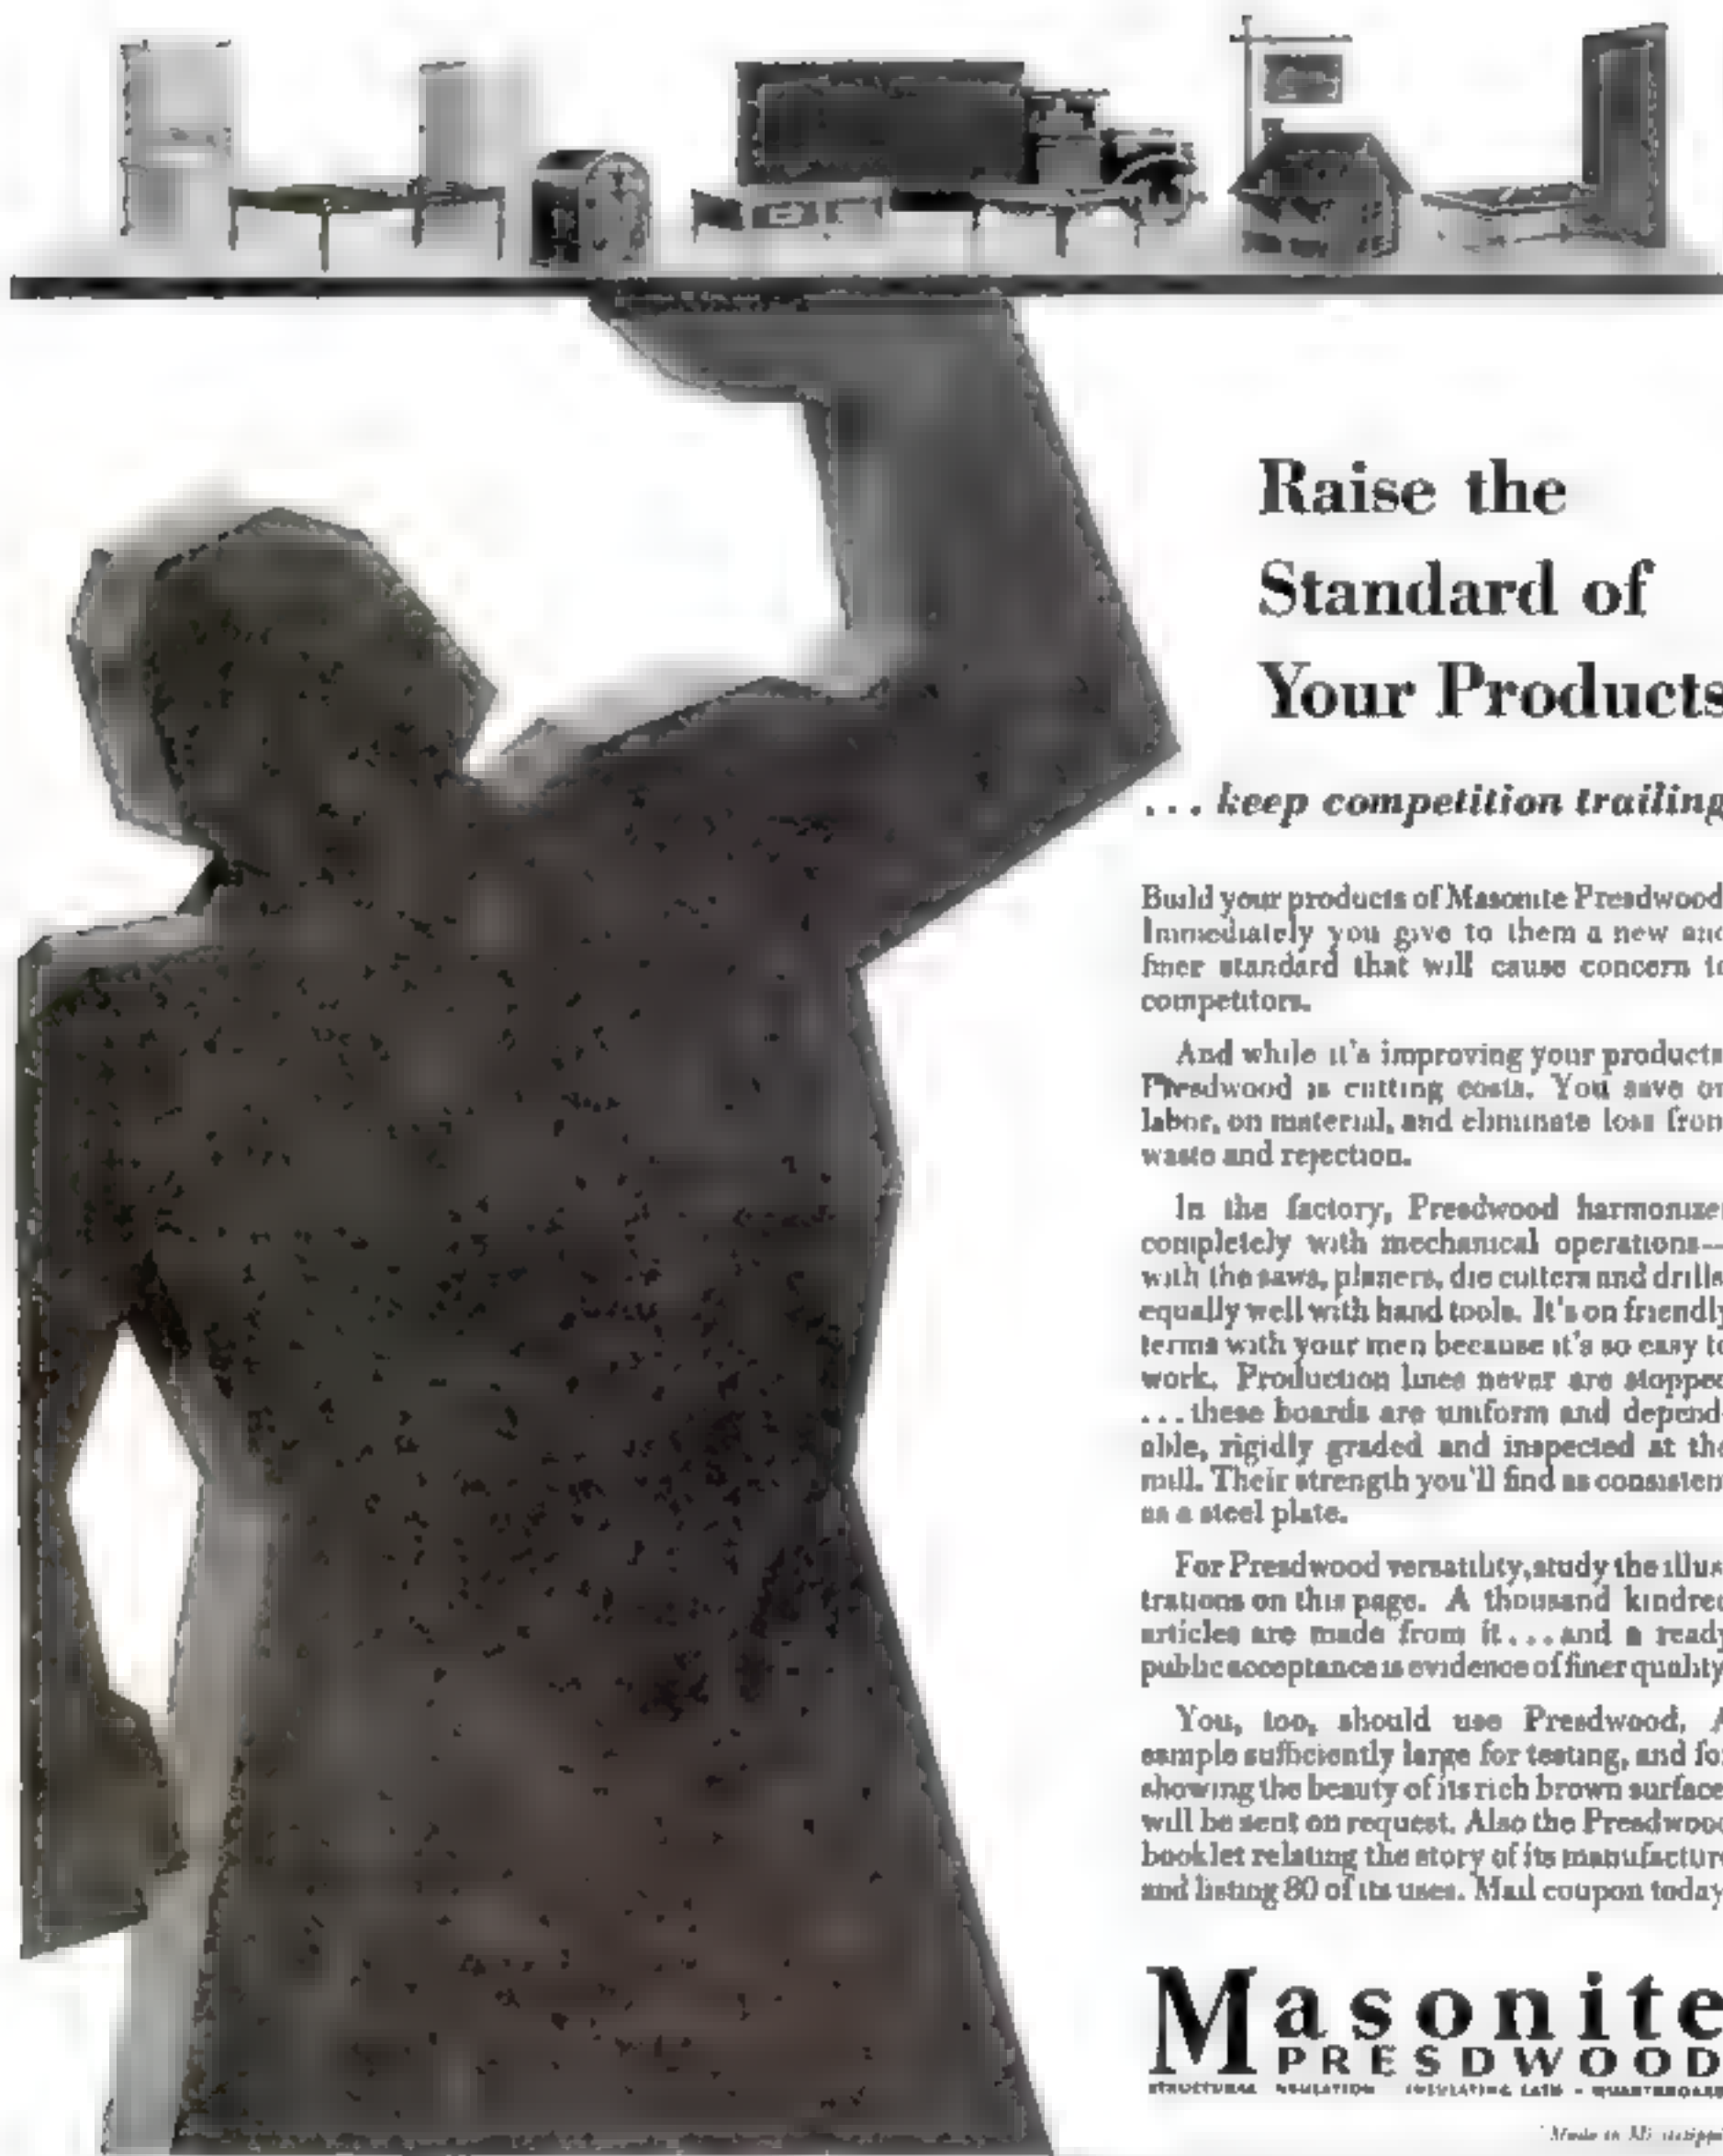 Raise the
Standard of
Your Products
... keep competition trailing
Build your products of Masonite Presdwood
Immediately you give to them a new and
finer standard that will cause concern to
competitors.
And while it's improving your products
Presdwood is cutting costs. You save on
labor, on material, and eliminate loss from
waste and rejection.
In the factory, Presdwood harmonizes
completely with mechanical operations—
with the saws, planers, die cutters and drills
equally well with hand tools. It's on friendly
terms with your men because it's so easy to
work. Production lines never are stopped
...these boards are uniform and depend-
able, rigidly graded and inspected at the
mill. Their strength you'll find as consistent
as a steel plate.
For Presdwood versatility, study the illus-
trations on this page. A thousand kindred
articles are made from it...and a ready
public acceptance is evidence of finer quality
You, too, should use Presdwood. A
sample sufficiently large for testing, and for
showing the beauty of its rich brown surface
will be sent on request. Also the Presdwood
booklet relating the story of its manufacture
and listing 80 of its uses. Mail coupon today
Masonite
PRESDWOOD
STRUCTURAL INSULATION INSULATING LATH • QUARTRBOARD
Made in Mississippi